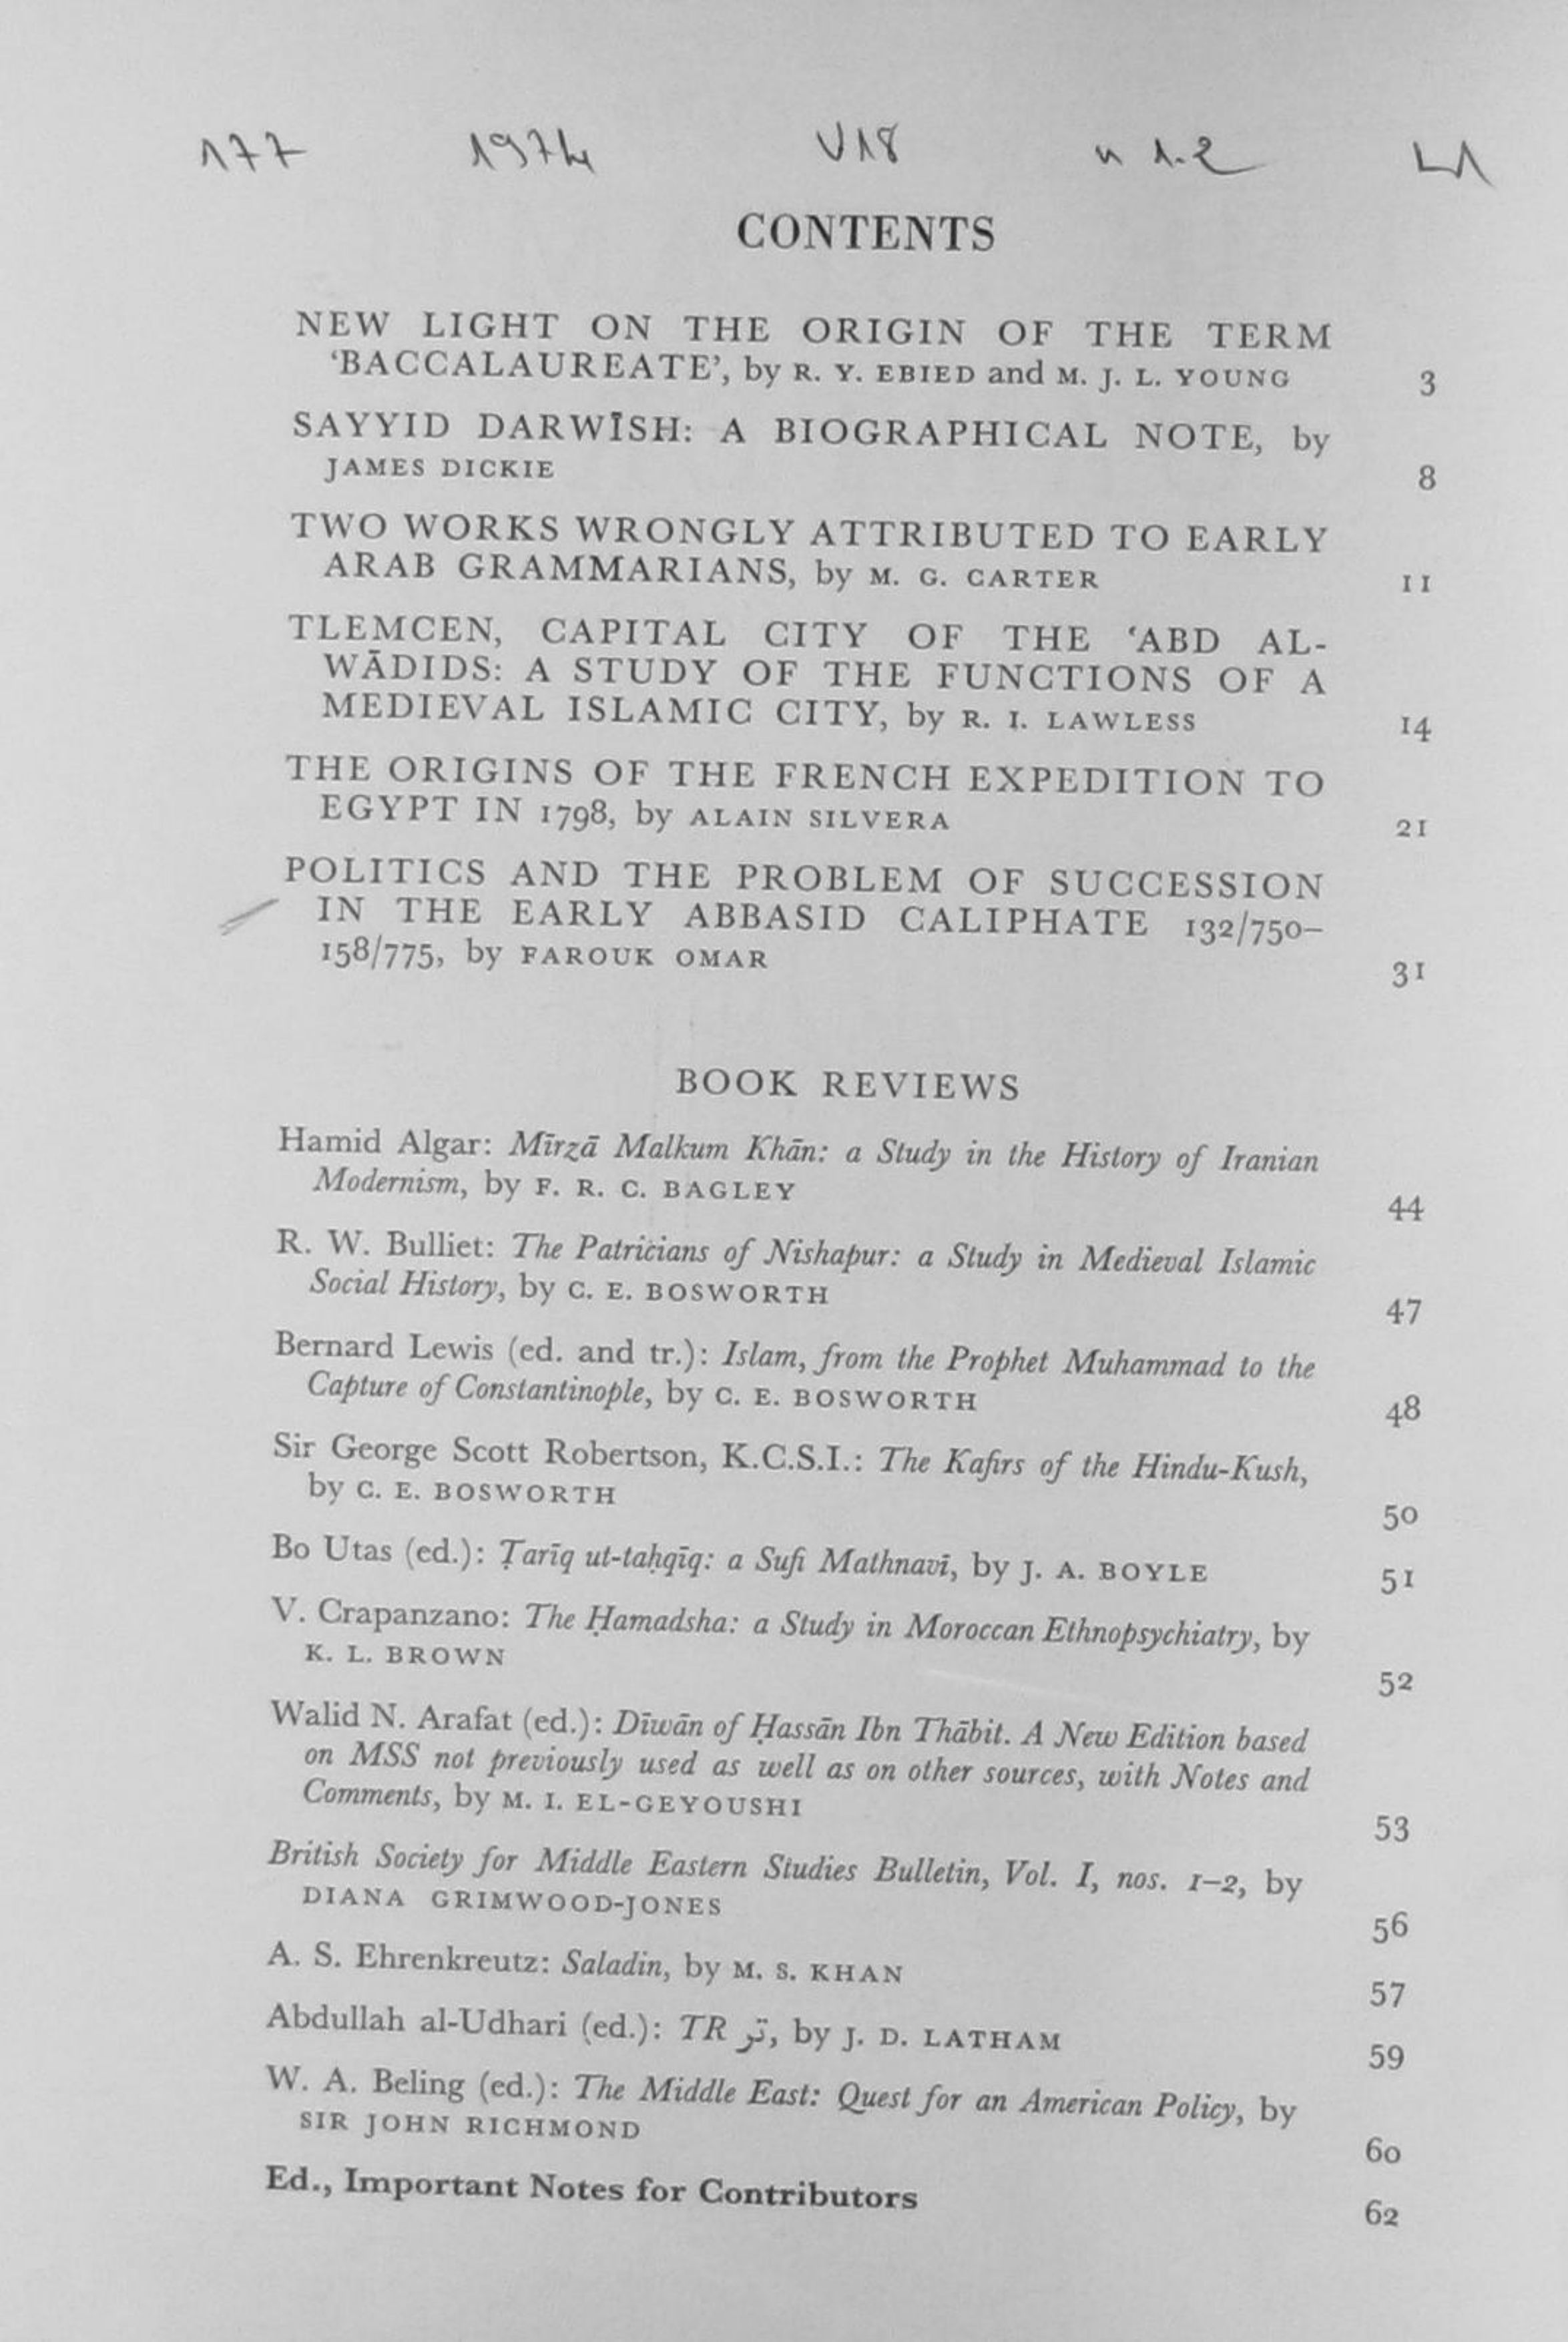 177 1974 V18 n 1-2 L1
CONTENTS
NEW LIGHT ON THE ORIGIN OF THE TERM
‘BACCALAUREATE’, by R. Y. EBIED and M. J. L. YOUNG 3
SAYYID DARWĪSH: A BIOGRAPHICAL NOTE, by
JAMES DICKIE 8
TWO WORKS WRONGLY ATTRIBUTED TO EARLY
ARAB GRAMMARIANS, by M. G. CARTER 11
TLEMCEN, CAPITAL CITY OF THE ‘ABD AL-
WĀDIDS: A STUDY OF THE FUNCTIONS OF A
MEDIEVAL ISLAMIC CITY, by R. I. LAWLESS 14
THE ORIGINS OF THE FRENCH EXPEDITION TO
EGYPT IN 1798, by ALAIN SILVERA 21
POLITICS AND THE PROBLEM OF SUCCESSION
IN THE EARLY ABBASID CALIPHATE 132/750–
158/775, by FAROUK OMAR 31
BOOK REVIEWS
Hamid Algar: Mīrzā Malkum Khān: a Study in the History of Iranian
Modernism, by F. R. C. BAGLEY 44
R. W. Bulliet: The Patricians of Nishapur: a Study in Medieval Islamic
Social History, by C. E. BOSWORTH 47
Bernard Lewis (ed. and tr.): Islam, from the Prophet Muhammad to the
Capture of Constantinople, by C. E. BOSWORTH 48
Sir George Scott Robertson, K.C.S.I.: The Kafirs of the Hindu-Kush,
by C. E. BOSWORTH 50
Bo Utas (ed.): Ṭarīq ut-taḥqīq: a Sufi Mathnavī, by J. A. BOYLE 51
V. Crapanzano: The Ḥamadsha: a Study in Moroccan Ethnopsychiatry, by
K. L. BROWN 52
Walid N. Arafat (ed.): Dīwān of Ḥassān Ibn Thābit. A New Edition based
on MSS not previously used as well as on other sources, with Notes and
Comments, by M. I. EL-GEYOUSHI 53
British Society for Middle Eastern Studies Bulletin, Vol. I, nos. 1–2, by
DIANA GRIMWOOD-JONES 56
A. S. Ehrenkreutz: Saladin, by M. S. KHAN 57
Abdullah al-Udhari (ed.): TR تر, by J. D. LATHAM 59
W. A. Beling (ed.): The Middle East: Quest for an American Policy, by
SIR JOHN RICHMOND 60
Ed., Important Notes for Contributors 62